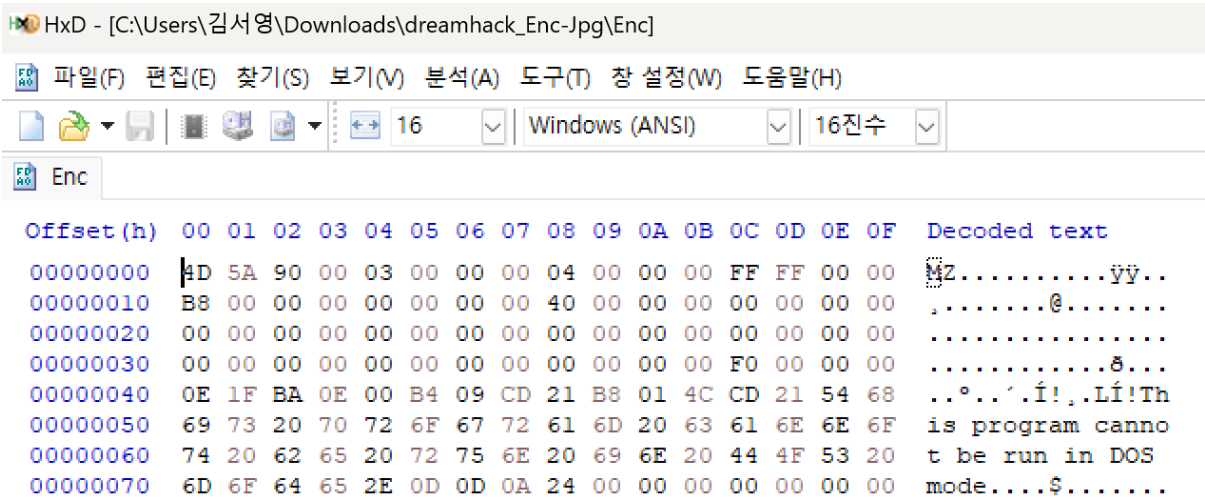 HxD - [C:\Users\김서영\Downloads\dreamhack_Enc-Jpg\Enc]
파일(F) 편집(E) 찾기(S) 보기(V) 분석(A) 도구(T) 창 설정(W) 도움말(H)
16 Windows (ANSI) 16진수
Enc
Offset(h) 00 01 02 03 04 05 06 07 08 09 0A 0B 0C 0D 0E 0F Decoded text
00000000 4D 5A 90 00 03 00 00 00 04 00 00 00 FF FF 00 00 MZ..........ÿÿ..
00000010 B8 00 00 00 00 00 00 00 40 00 00 00 00 00 00 00 ¸.......@.......
00000020 00 00 00 00 00 00 00 00 00 00 00 00 00 00 00 00 ................
00000030 00 00 00 00 00 00 00 00 00 00 00 00 F0 00 00 00 ............ð...
00000040 0E 1F BA 0E 00 B4 09 CD 21 B8 01 4C CD 21 54 68 ..º..´.Í!¸.LÍ!Th
00000050 69 73 20 70 72 6F 67 72 61 6D 20 63 61 6E 6E 6F is program canno
00000060 74 20 62 65 20 72 75 6E 20 69 6E 20 44 4F 53 20 t be run in DOS
00000070 6D 6F 64 65 2E 0D 0D 0A 24 00 00 00 00 00 00 00 mode....$.......